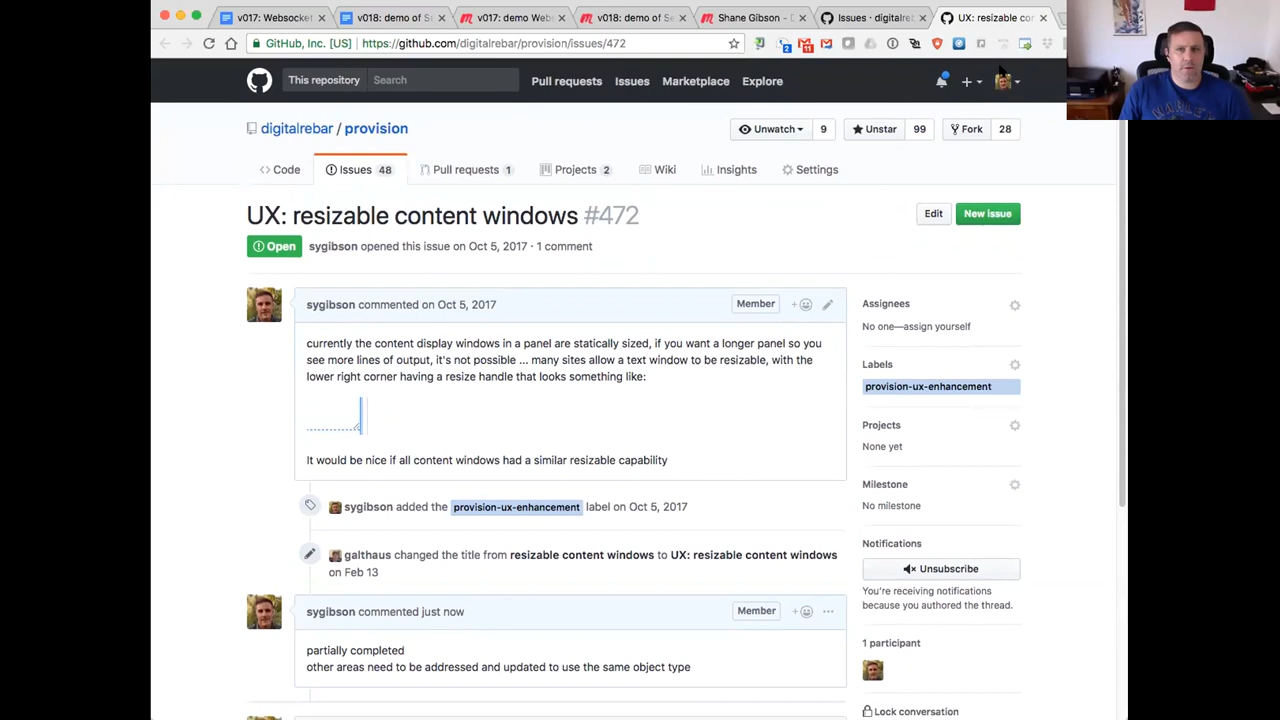 v017: Websocket
v018: demo of S
v017: demo Web
v018: demo of Se
Shane Gibson -
Issues · digitalreb
UX: resizable co
GitHub, Inc. [US] https://github.com/digitalrebar/provision/issues/472
This repository Search Pull requests Issues Marketplace Explore
digitalrebar / provision
Unwatch 9 Unstar 99 Fork 28
Code Issues 48 Pull requests 1 Projects 2 Wiki Insights Settings
UX: resizable content windows #472
Edit New issue
Open sygibson opened this issue on Oct 5, 2017 · 1 comment
sygibson commented on Oct 5, 2017 Member
currently the content display windows in a panel are statically sized, if you want a longer panel so you
see more lines of output, it's not possible ... many sites allow a text window to be resizable, with the
lower right corner having a resize handle that looks something like:
It would be nice if all content windows had a similar resizable capability
sygibson added the provision-ux-enhancement label on Oct 5, 2017
galthaus changed the title from resizable content windows to UX: resizable content windows
on Feb 13
sygibson commented just now Member
partially completed
other areas need to be addressed and updated to use the same object type
Assignees
No one—assign yourself
Labels
provision-ux-enhancement
Projects
None yet
Milestone
No milestone
Notifications
Unsubscribe
You're receiving notifications
because you authored the thread.
1 participant
Lock conversation